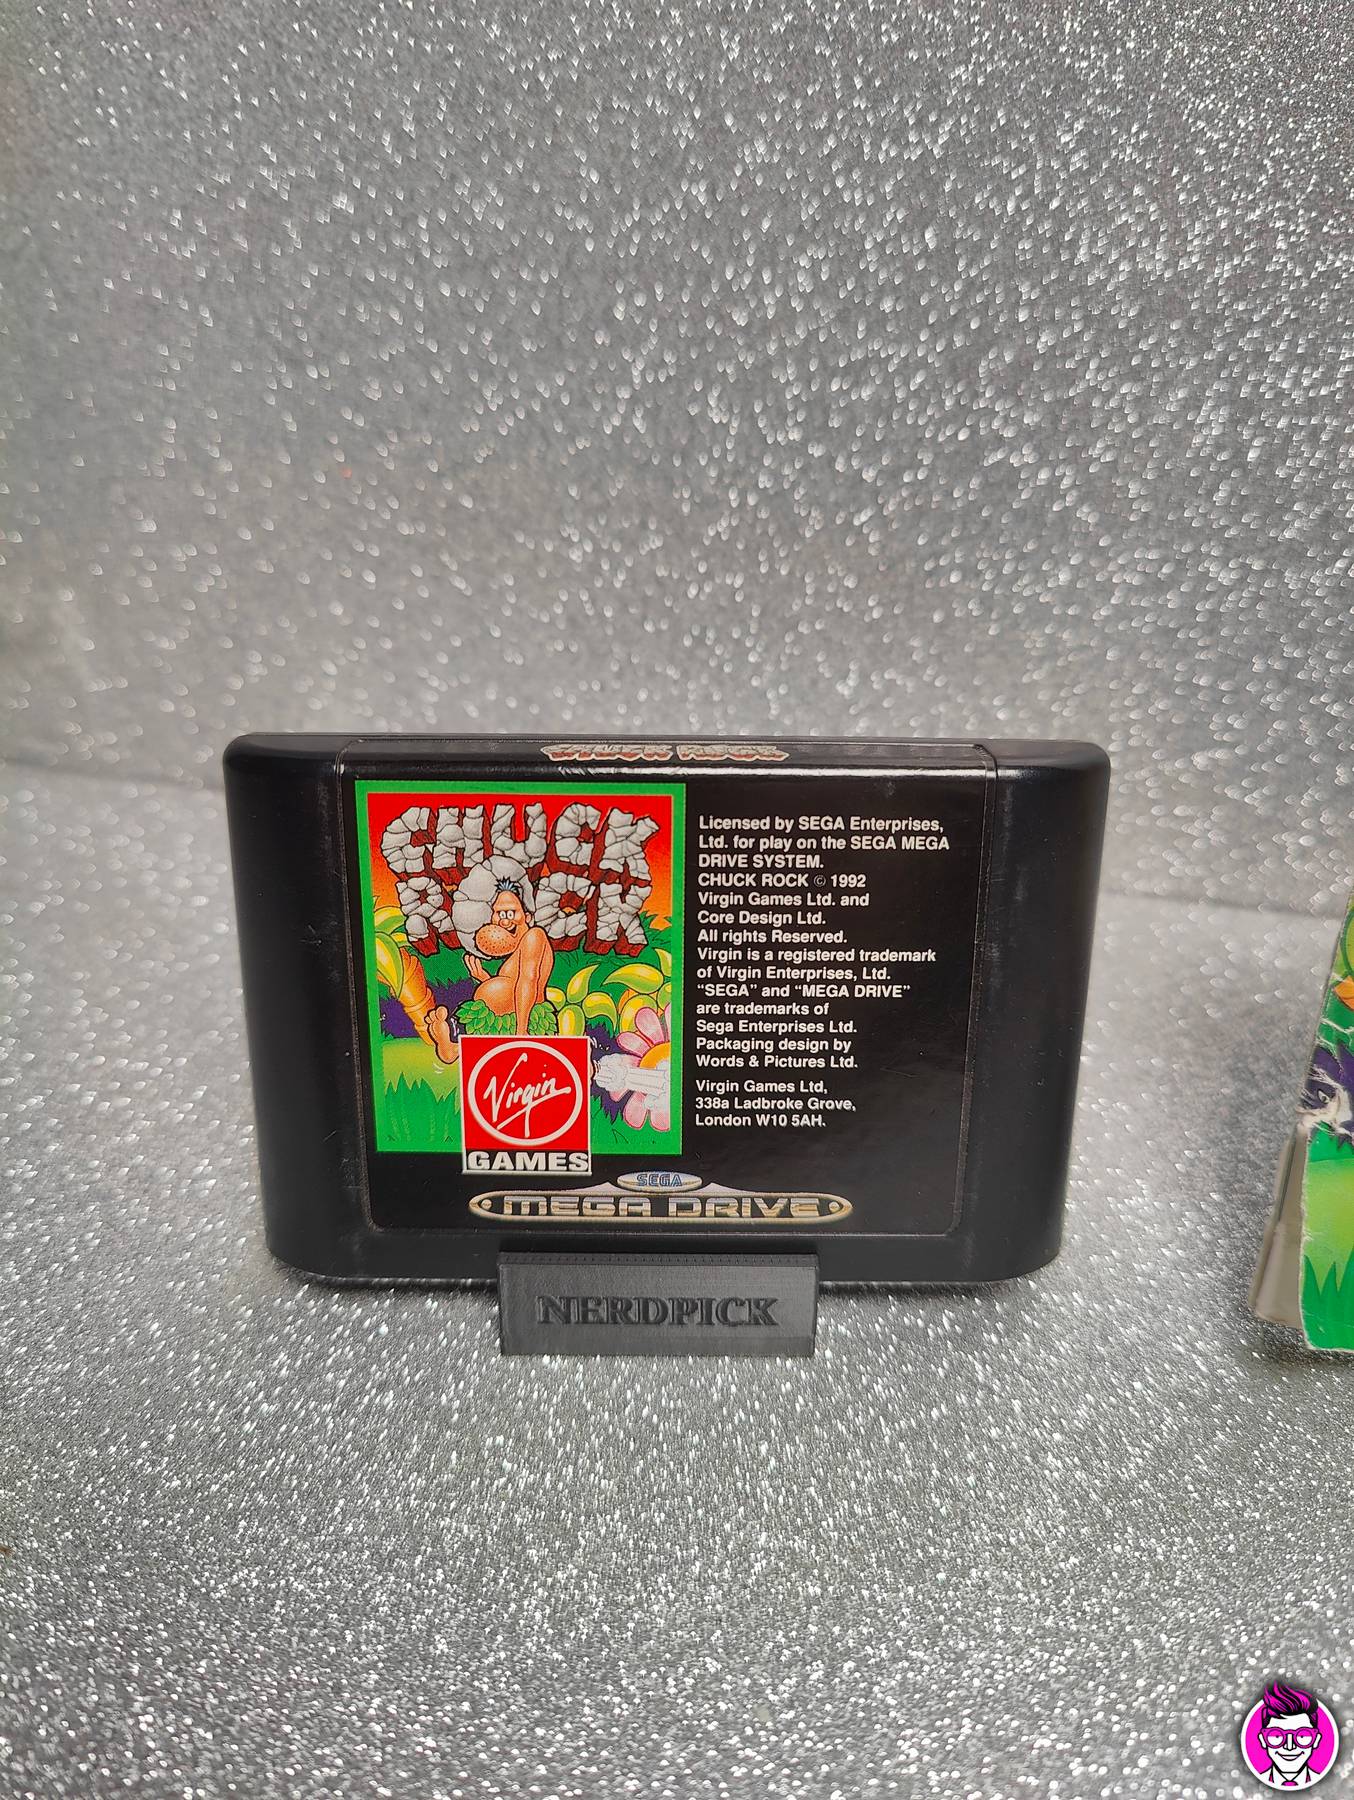 CHUCK ROCK
CHUCK
ROCK
Licensed by SEGA Enterprises,
Ltd. for play on the SEGA MEGA
DRIVE SYSTEM.
CHUCK ROCK © 1992
Virgin Games Ltd. and
Core Design Ltd.
All rights Reserved.
Virgin is a registered trademark
of Virgin Enterprises, Ltd.
"SEGA" and "MEGA DRIVE"
are trademarks of
Sega Enterprises Ltd.
Packaging design by
Words & Pictures Ltd.
Virgin Games Ltd,
338a Ladbroke Grove,
London W10 5AH.
Virgin
GAMES
SEGA
MEGA DRIVE
NERDPICK